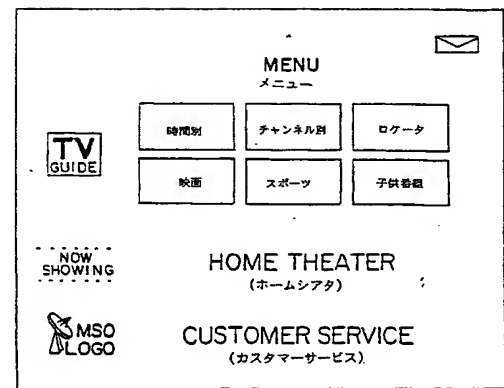 MENU
メニュー
時間別 チャンネル別 ロケータ
TV
GUIDE
映画 スポーツ 子供番組
NOW
SHOWING
HOME THEATER
(ホームシアタ)
MSO
LOGO
CUSTOMER SERVICE
(カスタマーサービス)